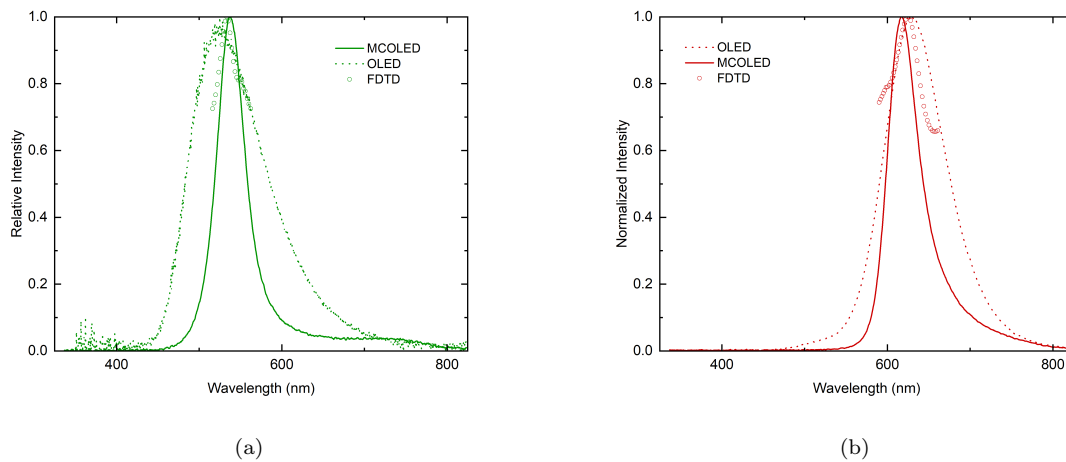 1.0
0.8
0.6
0.4
0.2
0.0
400
600
800
Relative Intensity
Wavelength (nm)
MCOLED
OLED
FDTD
(a)
1.0
0.8
0.6
0.4
0.2
0.0
400
600
800
Normalized Intensity
Wavelength (nm)
OLED
MCOLED
FDTD
(b)